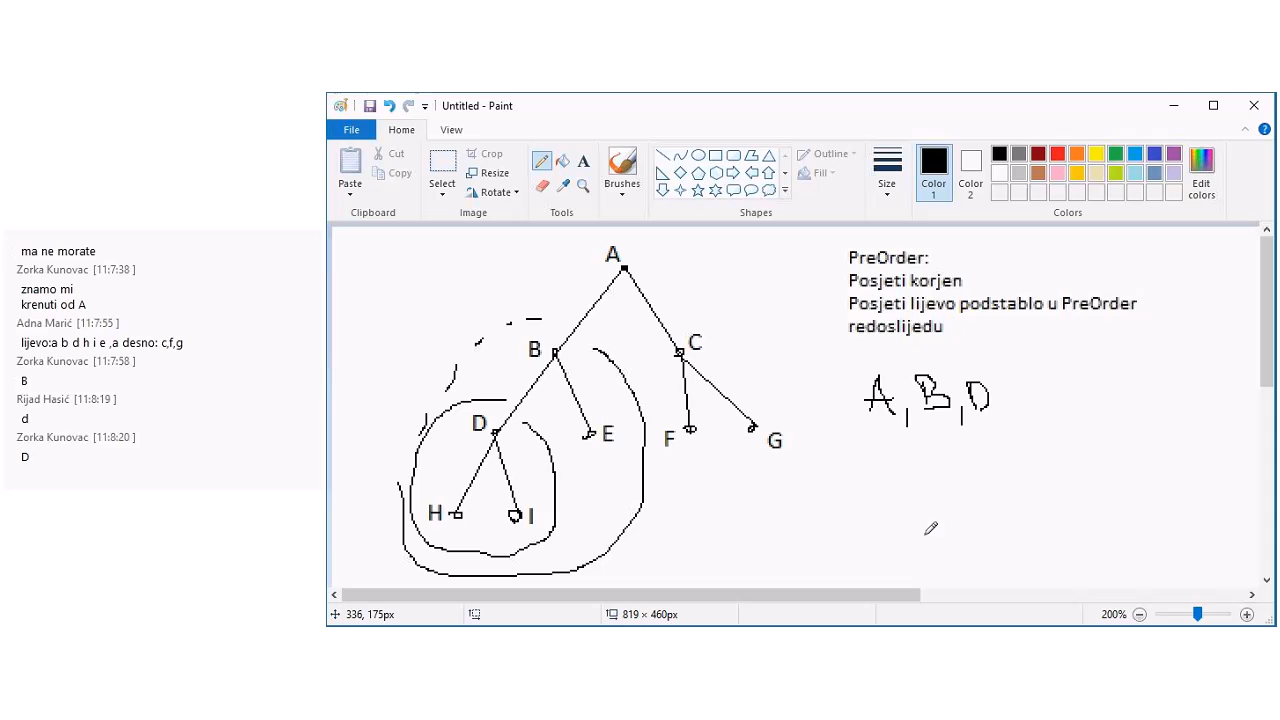 ma ne morate
Zorka Kunovac [11:7:38 ]
znamo mi
krenuti od A
Adna Marić [11:7:55 ]
lijevo:a b d h i e ,a desno: c,f,g
Zorka Kunovac [11:7:58 ]
B
Rijad Hasić [11:8:19 ]
d
Zorka Kunovac [11:8:20 ]
D
Untitled - Paint
File Home View
Paste
Cut
Copy
Clipboard
Select
Crop
Resize
Rotate
Image
A
Tools
Brushes
Outline
Fill
Shapes
Size
Color 1
Color 2
Edit colors
Colors
A
B
C
D
E
F
G
H
I
PreOrder:
Posjeti korjen
Posjeti lijevo podstablo u PreOrder
redoslijedu
A, B, D
336, 175px
819 × 460px
200%